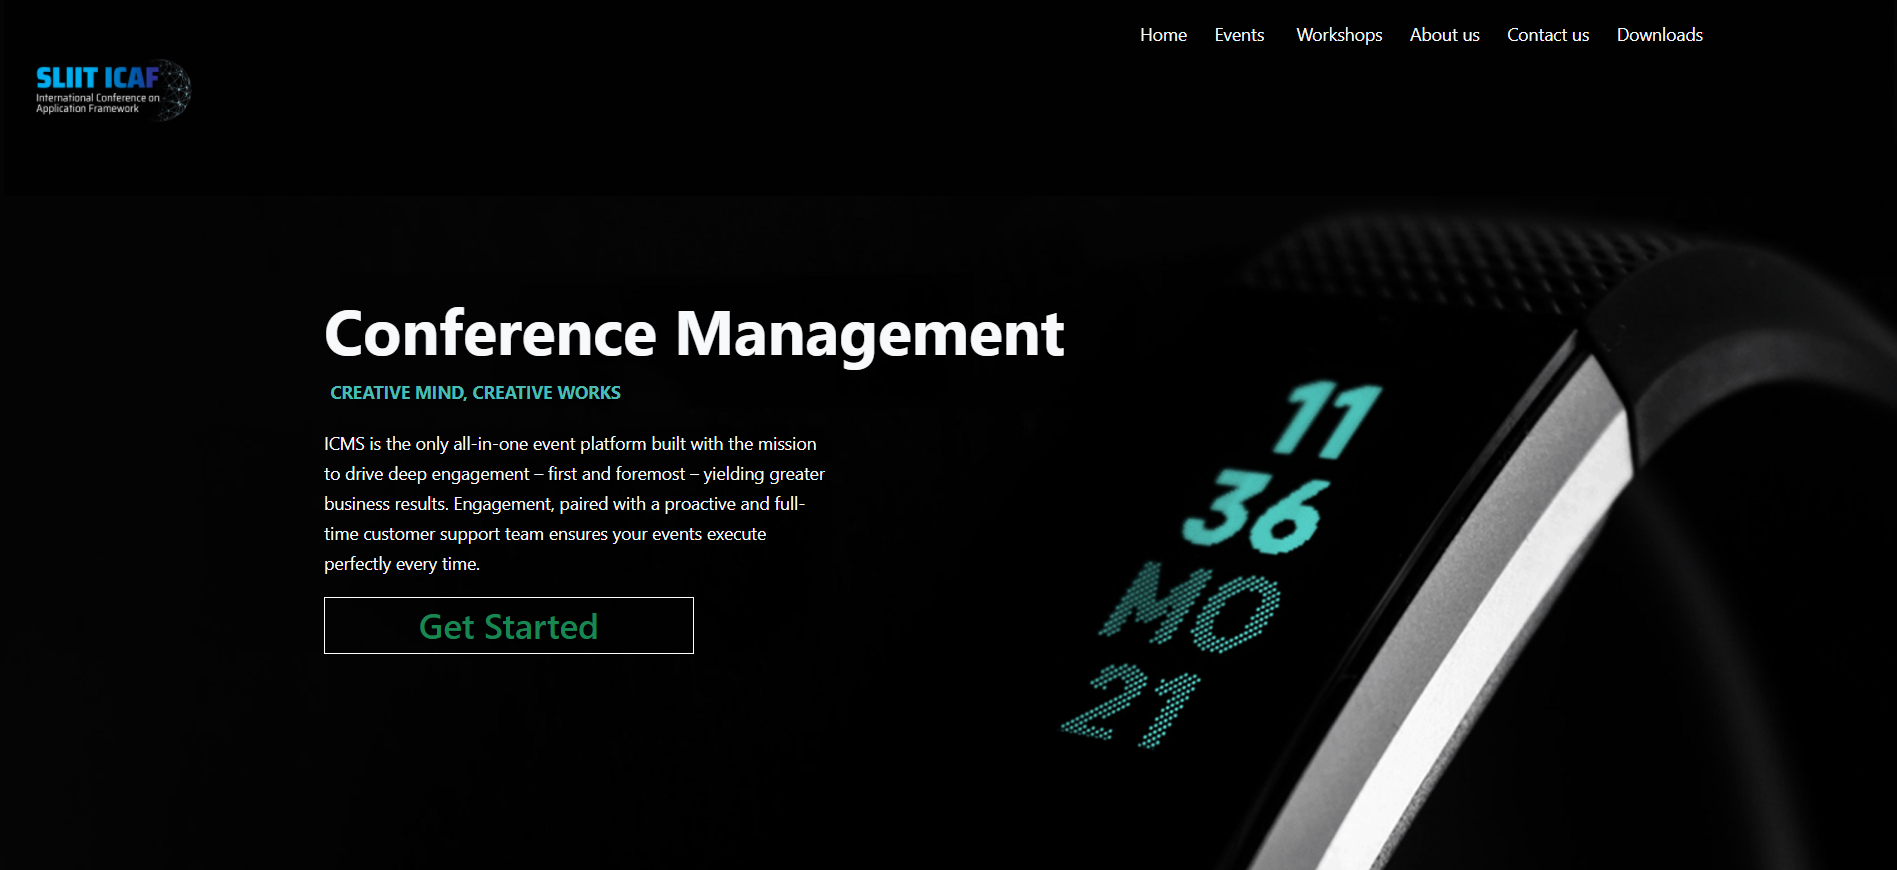 Home Events Workshops About us Contact us Downloads
SLIIT ICAF
International Conference on
Application Framework
Conference Management
CREATIVE MIND, CREATIVE WORKS
ICMS is the only all-in-one event platform built with the mission
to drive deep engagement – first and foremost – yielding greater
business results. Engagement, paired with a proactive and full-
time customer support team ensures your events execute
perfectly every time.
Get Started
11
36
MO
21